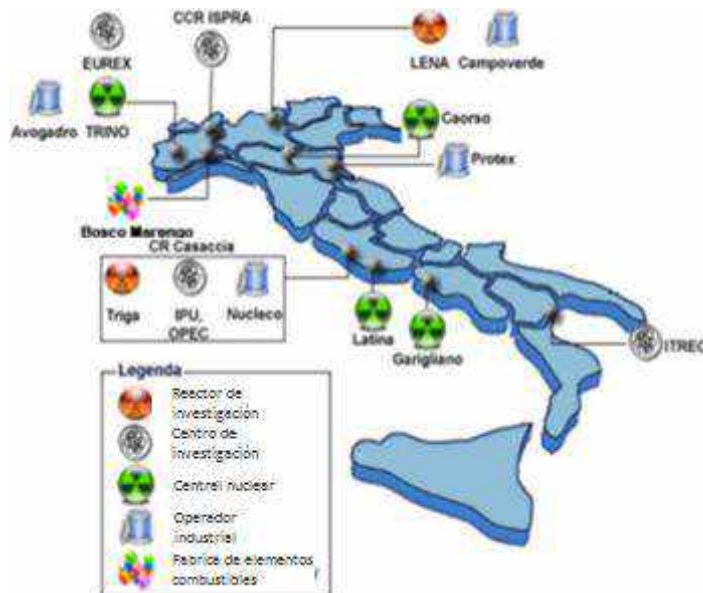 CCR ISPRA
EUREX
LENA Campoverde
Avogadro TRINO
Caorso
Protex
Bosco Marengo
CR Casaccia
Triga
IPU,
OPEC
Nucleco
Latina
Garigliano
ITREC
Legenda
Reactor de
investigación
Centro de
investigación
Central nuclear
Operador
industrial
Fabrica de elementos
combustibles